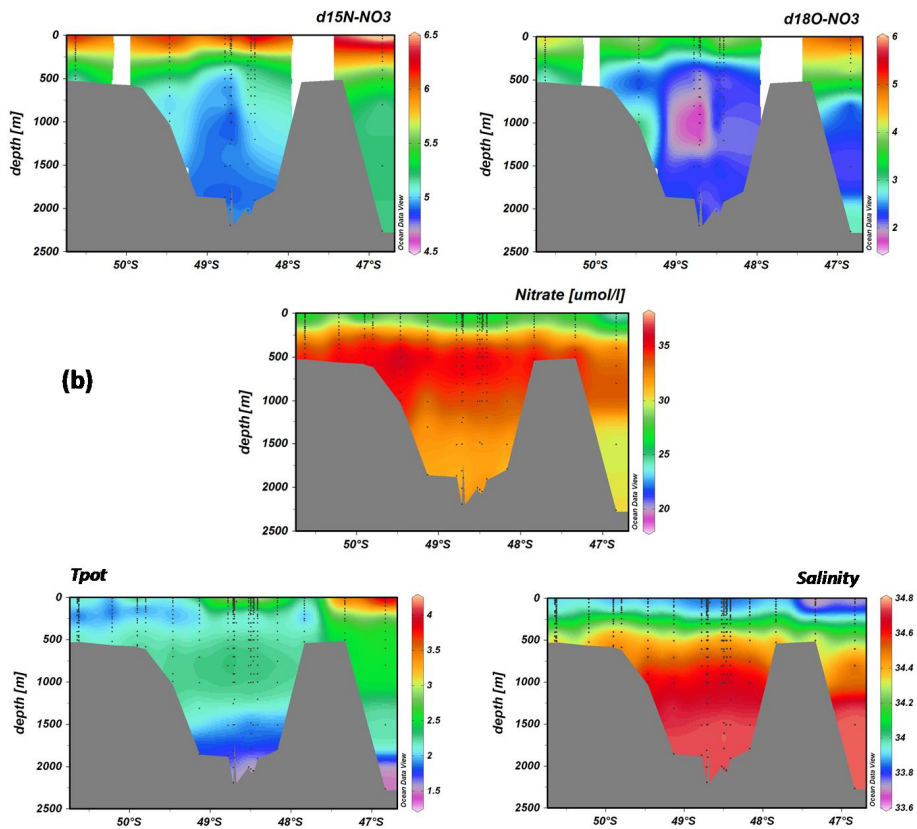 d15N-NO3
d18O-NO3
0
500
1000
1500
2000
2500
depth [m]
50°S
49°S
48°S
47°S
6.5
6
5.5
5
4.5
Ocean Data View
0
500
1000
1500
2000
2500
depth [m]
50°S
49°S
48°S
47°S
6
5
4
3
2
Ocean Data View
(b)
Nitrate [umol/l]
0
500
1000
1500
2000
2500
depth [m]
50°S
49°S
48°S
47°S
35
30
25
20
Ocean Data View
Tpot
0
500
1000
1500
2000
2500
depth [m]
50°S
49°S
48°S
47°S
4
3.5
3
2.5
2
1.5
Ocean Data View
Salinity
0
500
1000
1500
2000
2500
depth [m]
50°S
49°S
48°S
47°S
34.8
34.6
34.4
34.2
34
33.8
33.6
Ocean Data View